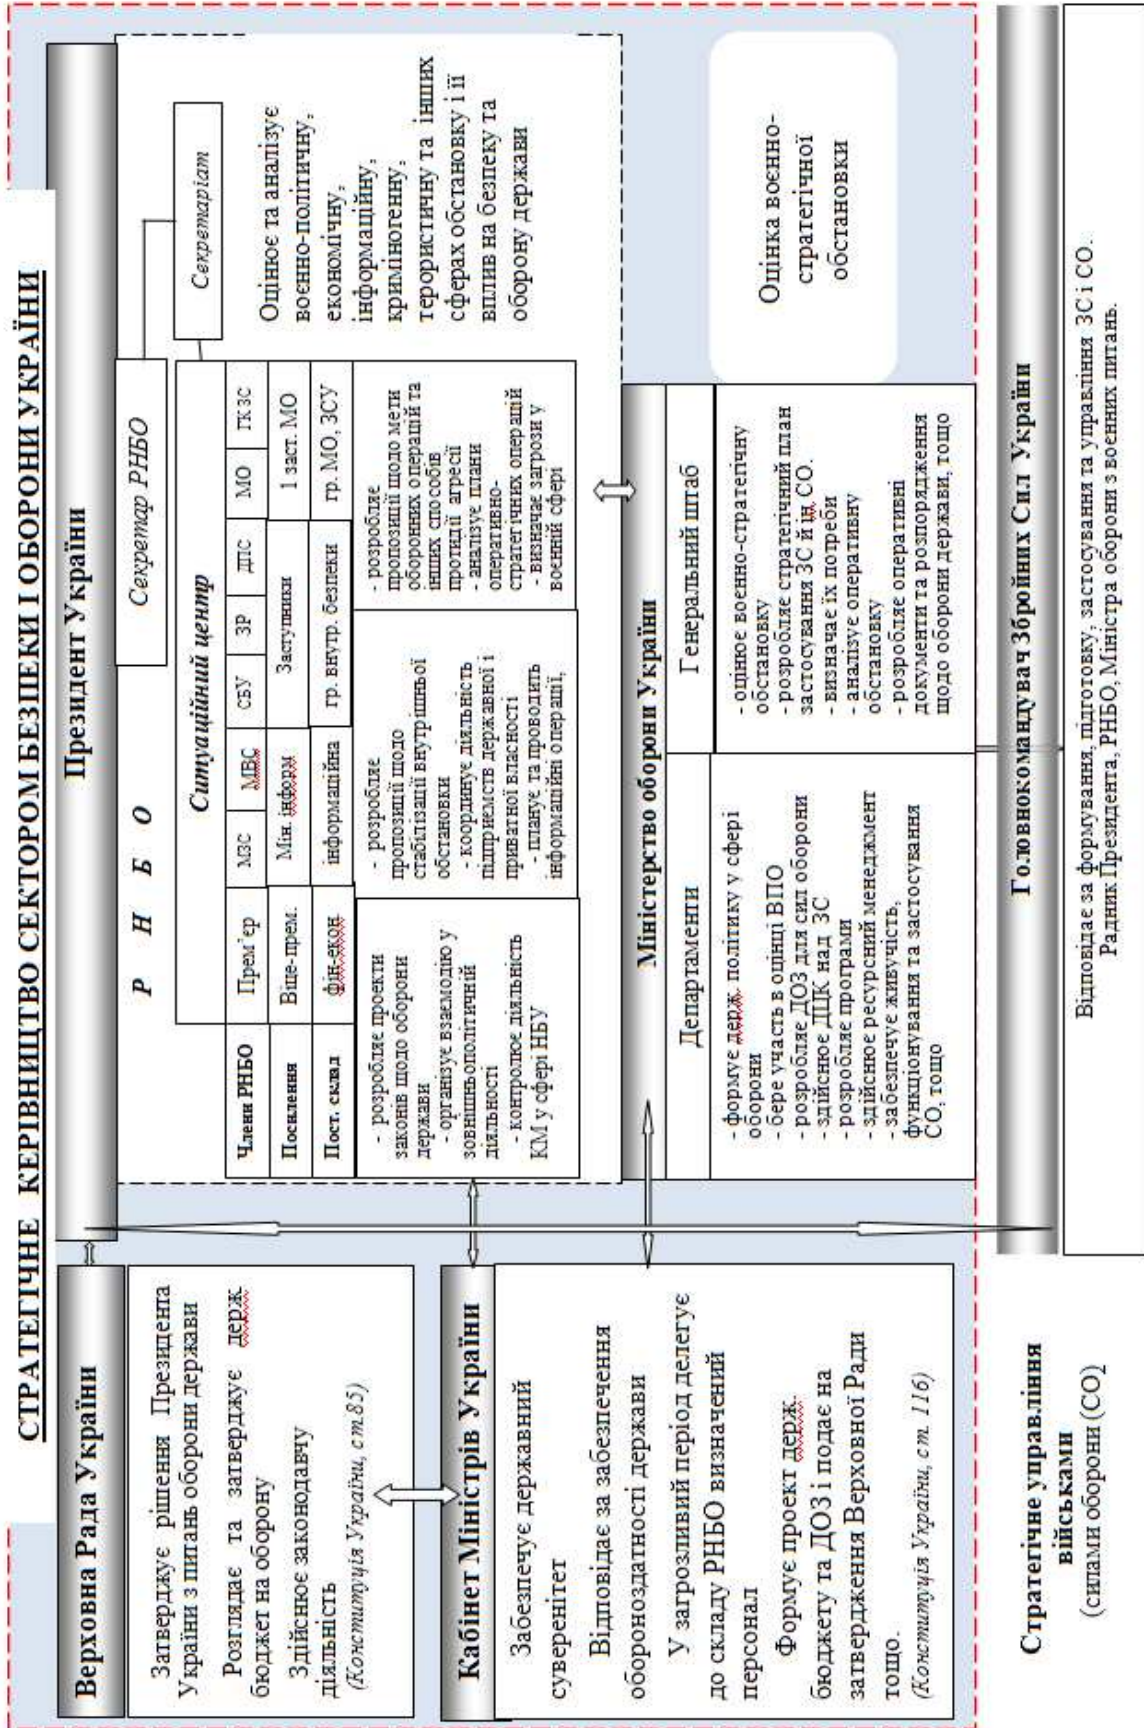 СТРАТЕГІЧНЕ КЕРІВНИЦТВО СЕКТОРОМ БЕЗПЕКИ І ОБОРОНИ УКРАЇНИ
Верховна Рада України
Затверджує рішення Президента
України з питань оборони держави
Розглядає та затверджує держ.
бюджет на оборону
Здійснює законодавчу
діяльність
(Конституція України, ст.85)
Кабінет Міністрів України
Забезпечує державний
суверенітет
Відповідає за забезпечення
обороноздатності держави
У загрозливий період делегує
до складу РНБО визначений
персонал
Формує проект держ.
бюджету та ДОЗ і подає на
затвердження Верховної Ради
тощо.
(Конституція України, ст. 116)
Президент України
Р Н Б О
Секретар РНБО
Секретаріат
Ситуаційний центр
Члени РНБО
Прем'єр
МЗС
МВС
СБУ
ЗР
ДПС
МО
ГК ЗС
Посилення
Віце-прем.
Мін. інформ
Заступники
1 заст. МО
Пост. склад
фін-екон.
інформаційна
гр. внутр. безпеки
гр. МО, ЗСУ
- розробляє проекти
законів щодо оборони
держави
- організує взаємодію у
зовнішньополітичній
діяльності
- контролює діяльність
КМ у сфері НБУ
- розробляє
пропозиції щодо
стабілізації внутрішньої
обстановки
- координує діяльність
підприємств державної і
приватної власності
- планує та проводить
інформаційні операції,
- розробляє
пропозиції щодо мети
оборонних операцій та
інших способів
протидії агресії
- аналізує плани
оперативно-
стратегічних операцій
- визначає загрози у
воєнній сфері
Оцінює та аналізує
воєнно-політичну,
економічну,
інформаційну,
криміногенну,
терористичну та інших
сферах обстановку і її
вплив на безпеку та
оборону держави
Міністерство оборони України
Департаменти
- формує держ. політику у сфері
оборони
- бере участь в оцінці ВПО
- розробляє ДОЗ для сил оборони
- здійснює ДЦК над ЗС
- розробляє програми
- здійснює ресурсний менеджмент
- забезпечує живучість,
функціонування та застосування
СО, тощо
Генеральний штаб
- оцінює воєнно-стратегічну
обстановку
- розробляє стратегічний план
застосування ЗС й ін. СО.
- визначає їх потреби
- аналізує оперативну
обстановку
- розробляє оперативні
документи та розпорядження
щодо оборони держави, тощо
Оцінка воєнно-
стратегічної
обстановки
Стратегічне управління
військами
(силами оборони (СО)
Головнокомандувач Збройних Сил України
Відповідає за формування, підготовку, застосування та управління ЗС і СО.
Радник Президента, РНБО, Міністра оборони з воєнних питань.